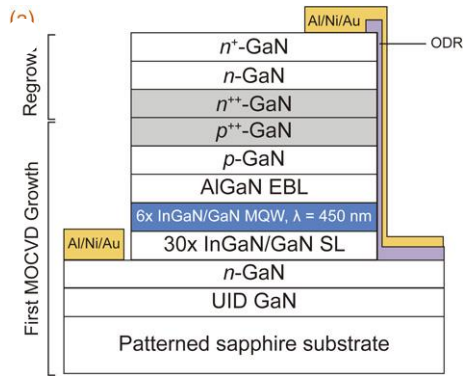 Al/Ni/Au
ODR
n⁺-GaN
n-GaN
n⁺⁺-GaN
p⁺⁺-GaN
p-GaN
AlGaN EBL
6x InGaN/GaN MQW, λ = 450 nm
Al/Ni/Au
30x InGaN/GaN SL
n-GaN
UID GaN
Patterned sapphire substrate
First MOCVD Growth